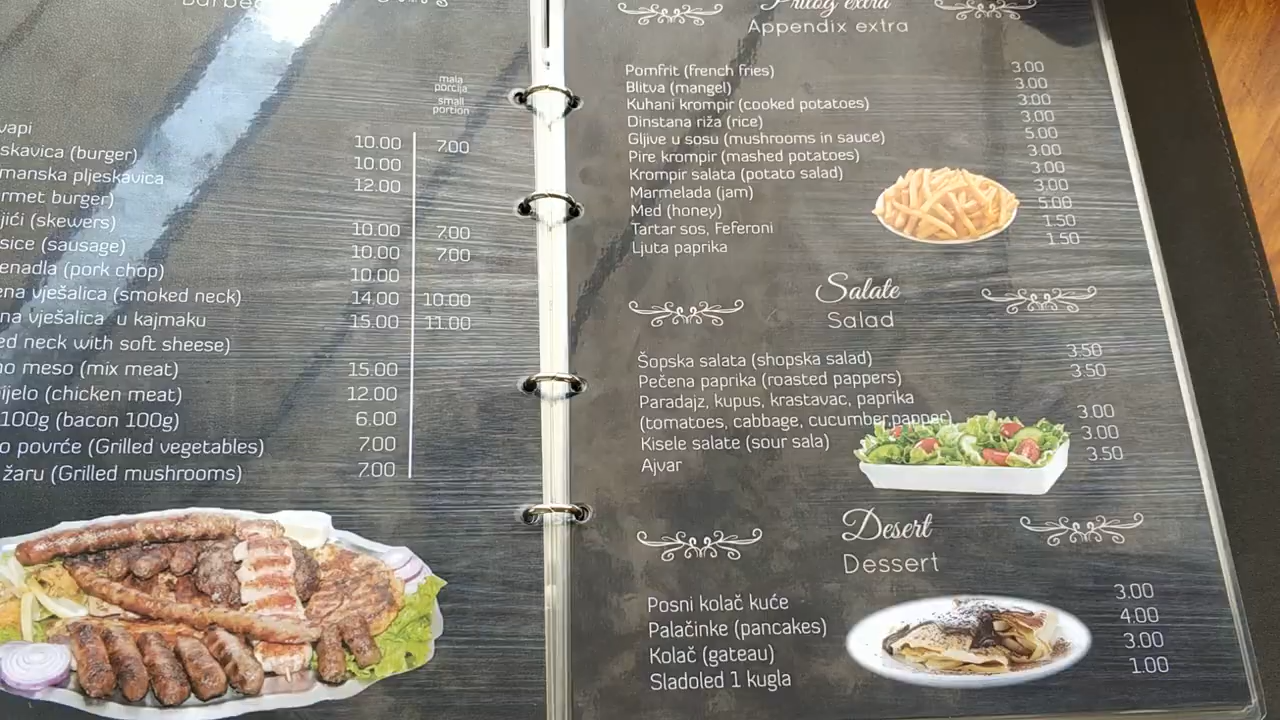 mala
porcija
small
portion
vapi 10.00 7.00
skavica (burger) 10.00
manska pljeskavica 12.00
rmet burger)
jići (skewers) 10.00 7.00
sice (sausage) 10.00 7.00
enadla (pork chop) 10.00
ena vješalica (smoked neck) 14.00 10.00
na vješalica u kajmaku 15.00 11.00
ed neck with soft sheese)
no meso (mix meat) 15.00
ijelo (chicken meat) 12.00
100g (bacon 100g) 6.00
o povrće (Grilled vegetables) 7.00
žaru (Grilled mushrooms) 7.00
Prilog extra
Appendix extra
Pomfrit (french fries) 3.00
Blitva (mangel) 3.00
Kuhani krompir (cooked potatoes) 3.00
Dinstana riža (rice) 3.00
Gljive u sosu (mushrooms in sauce) 5.00
Pire krompir (mashed potatoes) 3.00
Krompir salata (potato salad) 3.00
Marmelada (jam) 3.00
Med (honey) 5.00
Tartar sos, Feferoni 1.50
Ljuta paprika 1.50
Salate
Salad
Šopska salata (shopska salad) 3.50
Pečena paprika (roasted pappers) 3.50
Paradajz, kupus, krastavac, paprika
(tomatoes, cabbage, cucumber,papper) 3.00
Kisele salate (sour sala) 3.00
Ajvar 3.50
Desert
Dessert
Posni kolač kuće 3.00
Palačinke (pancakes) 4.00
Kolač (gateau) 3.00
Sladoled 1 kugla 1.00